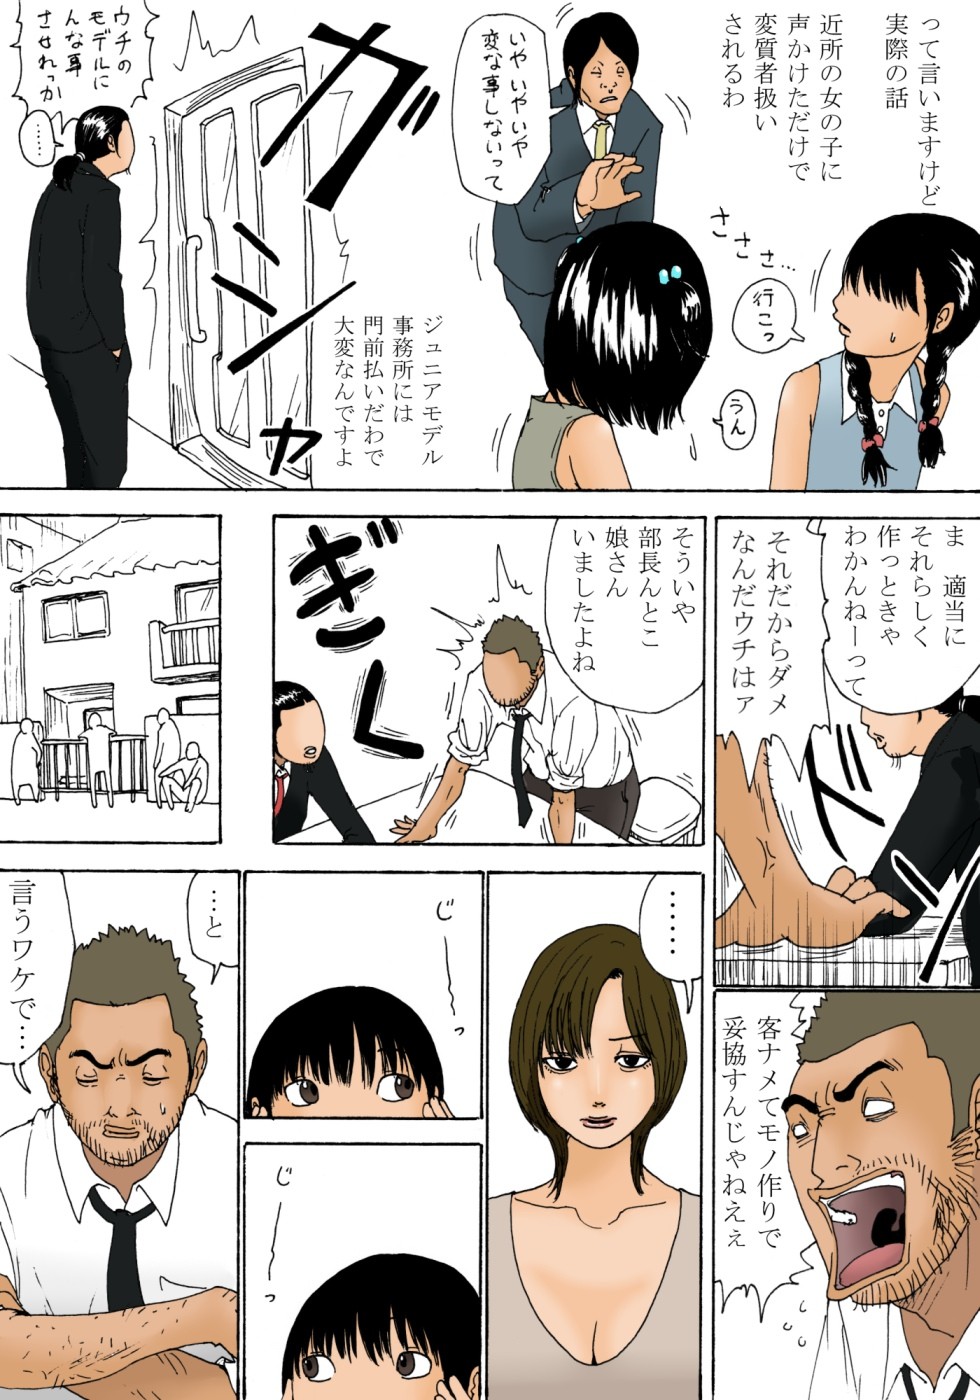 って言いますけど
実際の話
近所の女の子に
声かけただけで
変質者扱い
されるわ
いやいやいや
変な事しないって
ささささ…
行こっ
うん
ジュニアモデル
事務所には
門前払いだわで
大変なんですよ
ガシャ
ウチの
モデルに
んな事
させれっか
……
ま 適当に
それらしく
作っときゃ
わかんねーって
それだからダメ
なんだウチはァ
ドン
そういや
部長んとこ
娘さん
いましたよね
ぎくく
客ナメてモノ作りで
妥協すんじゃねえぇ
……
じーっ
じーっ
…と
言うワケで…